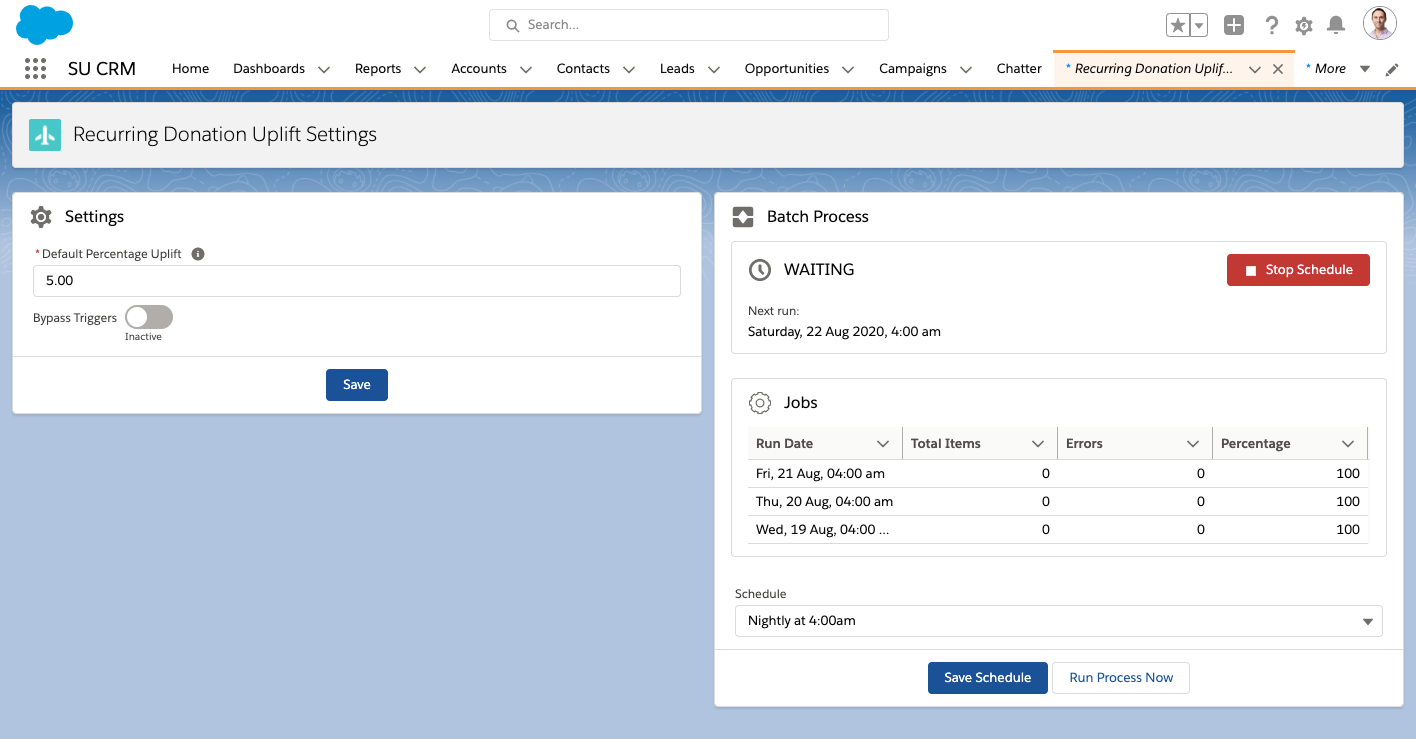 Search...
SU CRM Home Dashboards Reports Accounts Contacts Leads Opportunities Campaigns Chatter * Recurring Donation Uplif... * More
Recurring Donation Uplift Settings
Settings
* Default Percentage Uplift
5.00
Bypass Triggers
Inactive
Save
Batch Process
WAITING
Stop Schedule
Next run:
Saturday, 22 Aug 2020, 4:00 am
Jobs
Run Date Total Items Errors Percentage
Fri, 21 Aug, 04:00 am 0 0 100
Thu, 20 Aug, 04:00 am 0 0 100
Wed, 19 Aug, 04:00 ... 0 0 100
Schedule
Nightly at 4:00am
Save Schedule Run Process Now